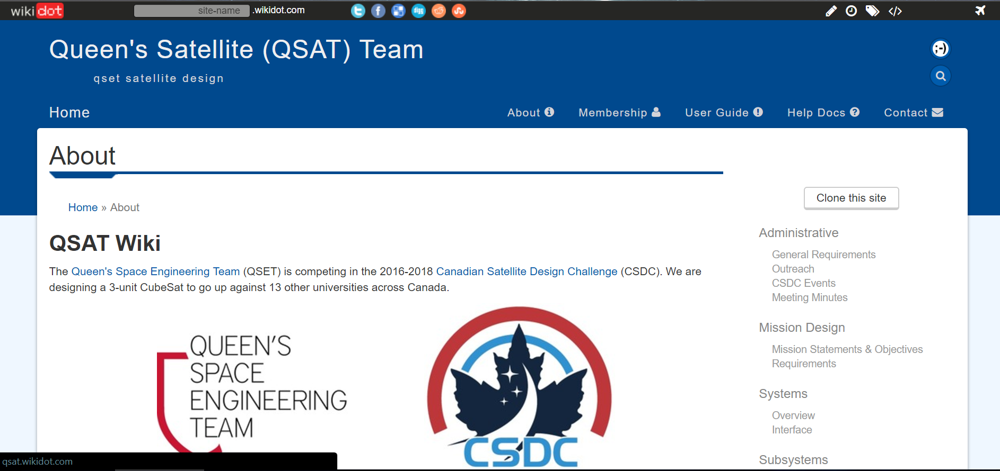 wikidot
site-name .wikidot.com
digg
Queen's Satellite (QSAT) Team
;-)
qset satellite design
Home
About
Membership
User Guide
Help Docs
Contact
About
Home » About
Clone this site
QSAT Wiki
The Queen's Space Engineering Team (QSET) is competing in the 2016-2018 Canadian Satellite Design Challenge (CSDC). We are
designing a 3-unit CubeSat to go up against 13 other universities across Canada.
QUEEN'S
SPACE
ENGINEERING
TEAM
CSDC
Administrative
General Requirements
Outreach
CSDC Events
Meeting Minutes
Mission Design
Mission Statements & Objectives
Requirements
Systems
Overview
Interface
Subsystems
qsat.wikidot.com